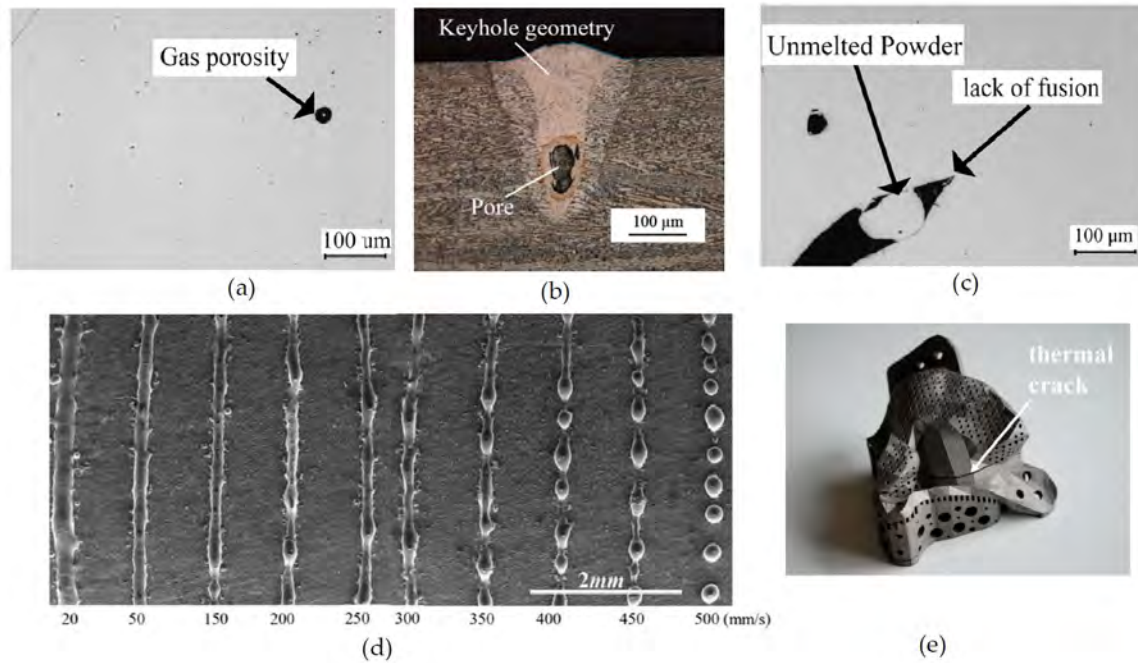 Gas porosity
100 um
(a)
Keyhole geometry
Pore
100 μm
(b)
Unmelted Powder
lack of fusion
100 μm
(c)
2mm
20 50 150 200 250 300 350 400 450 500 (mm/s)
(d)
thermal
crack
(e)